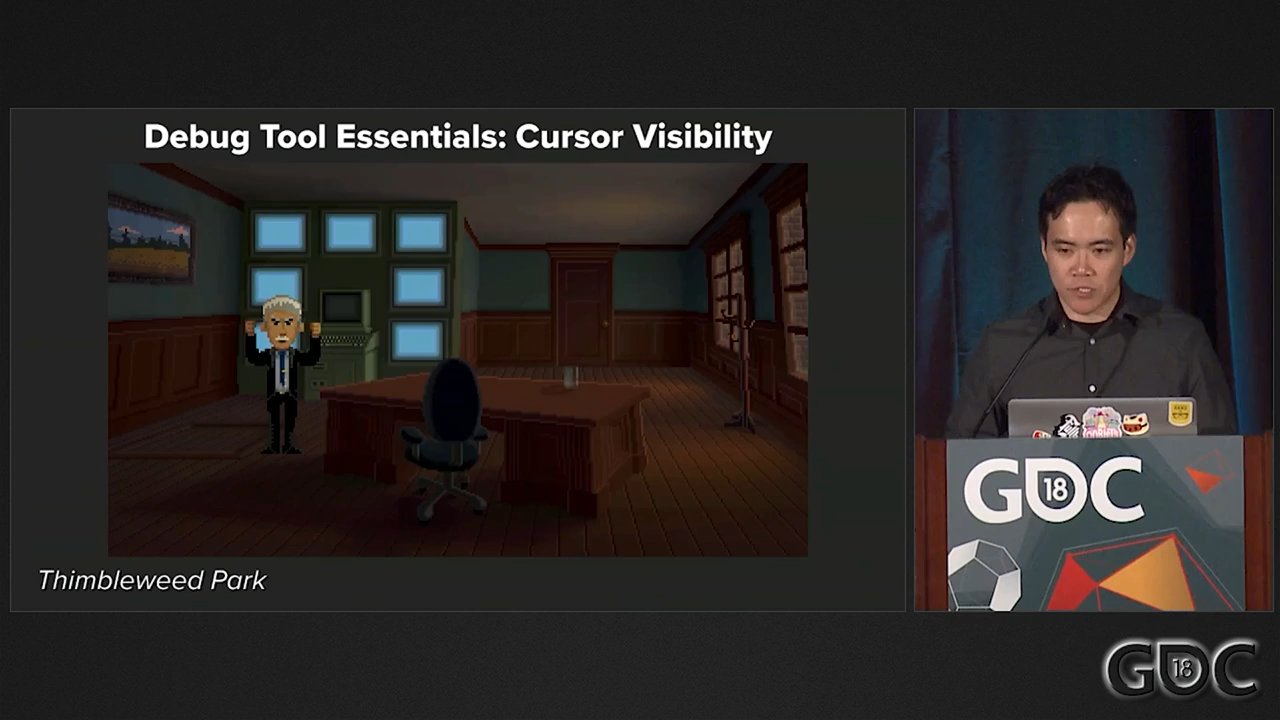 Debug Tool Essentials: Cursor Visibility
Thimbleweed Park
GDC
18
GDC
18